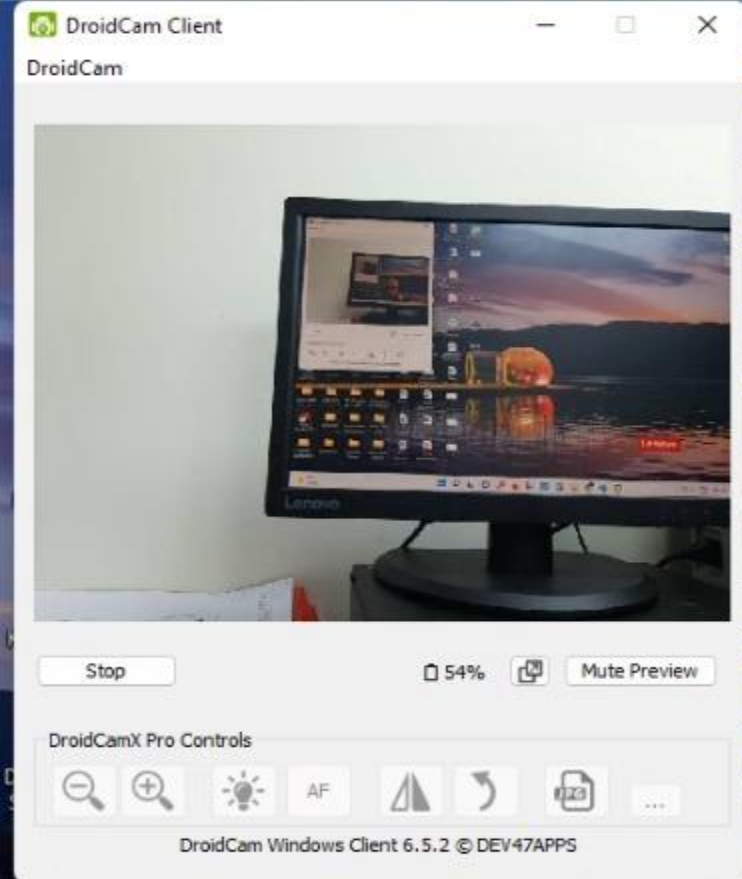 DroidCam Client
DroidCam
Lenovo
Stop
54%
Mute Preview
DroidCamX Pro Controls
AF
JPG
...
DroidCam Windows Client 6.5.2 © DEV47APPS